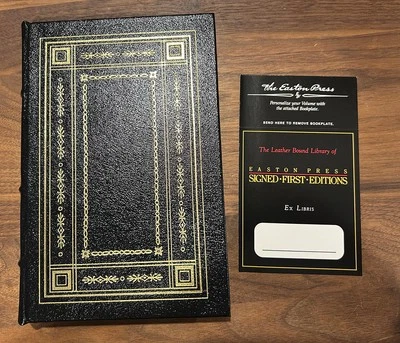 The Easton Press
Personalize your Volume with
the attached Bookplate.
BEND HERE TO REMOVE BOOKPLATE.
The Leather Bound Library of
EASTON PRESS
SIGNED·FIRST·EDITIONS
Ex Libris